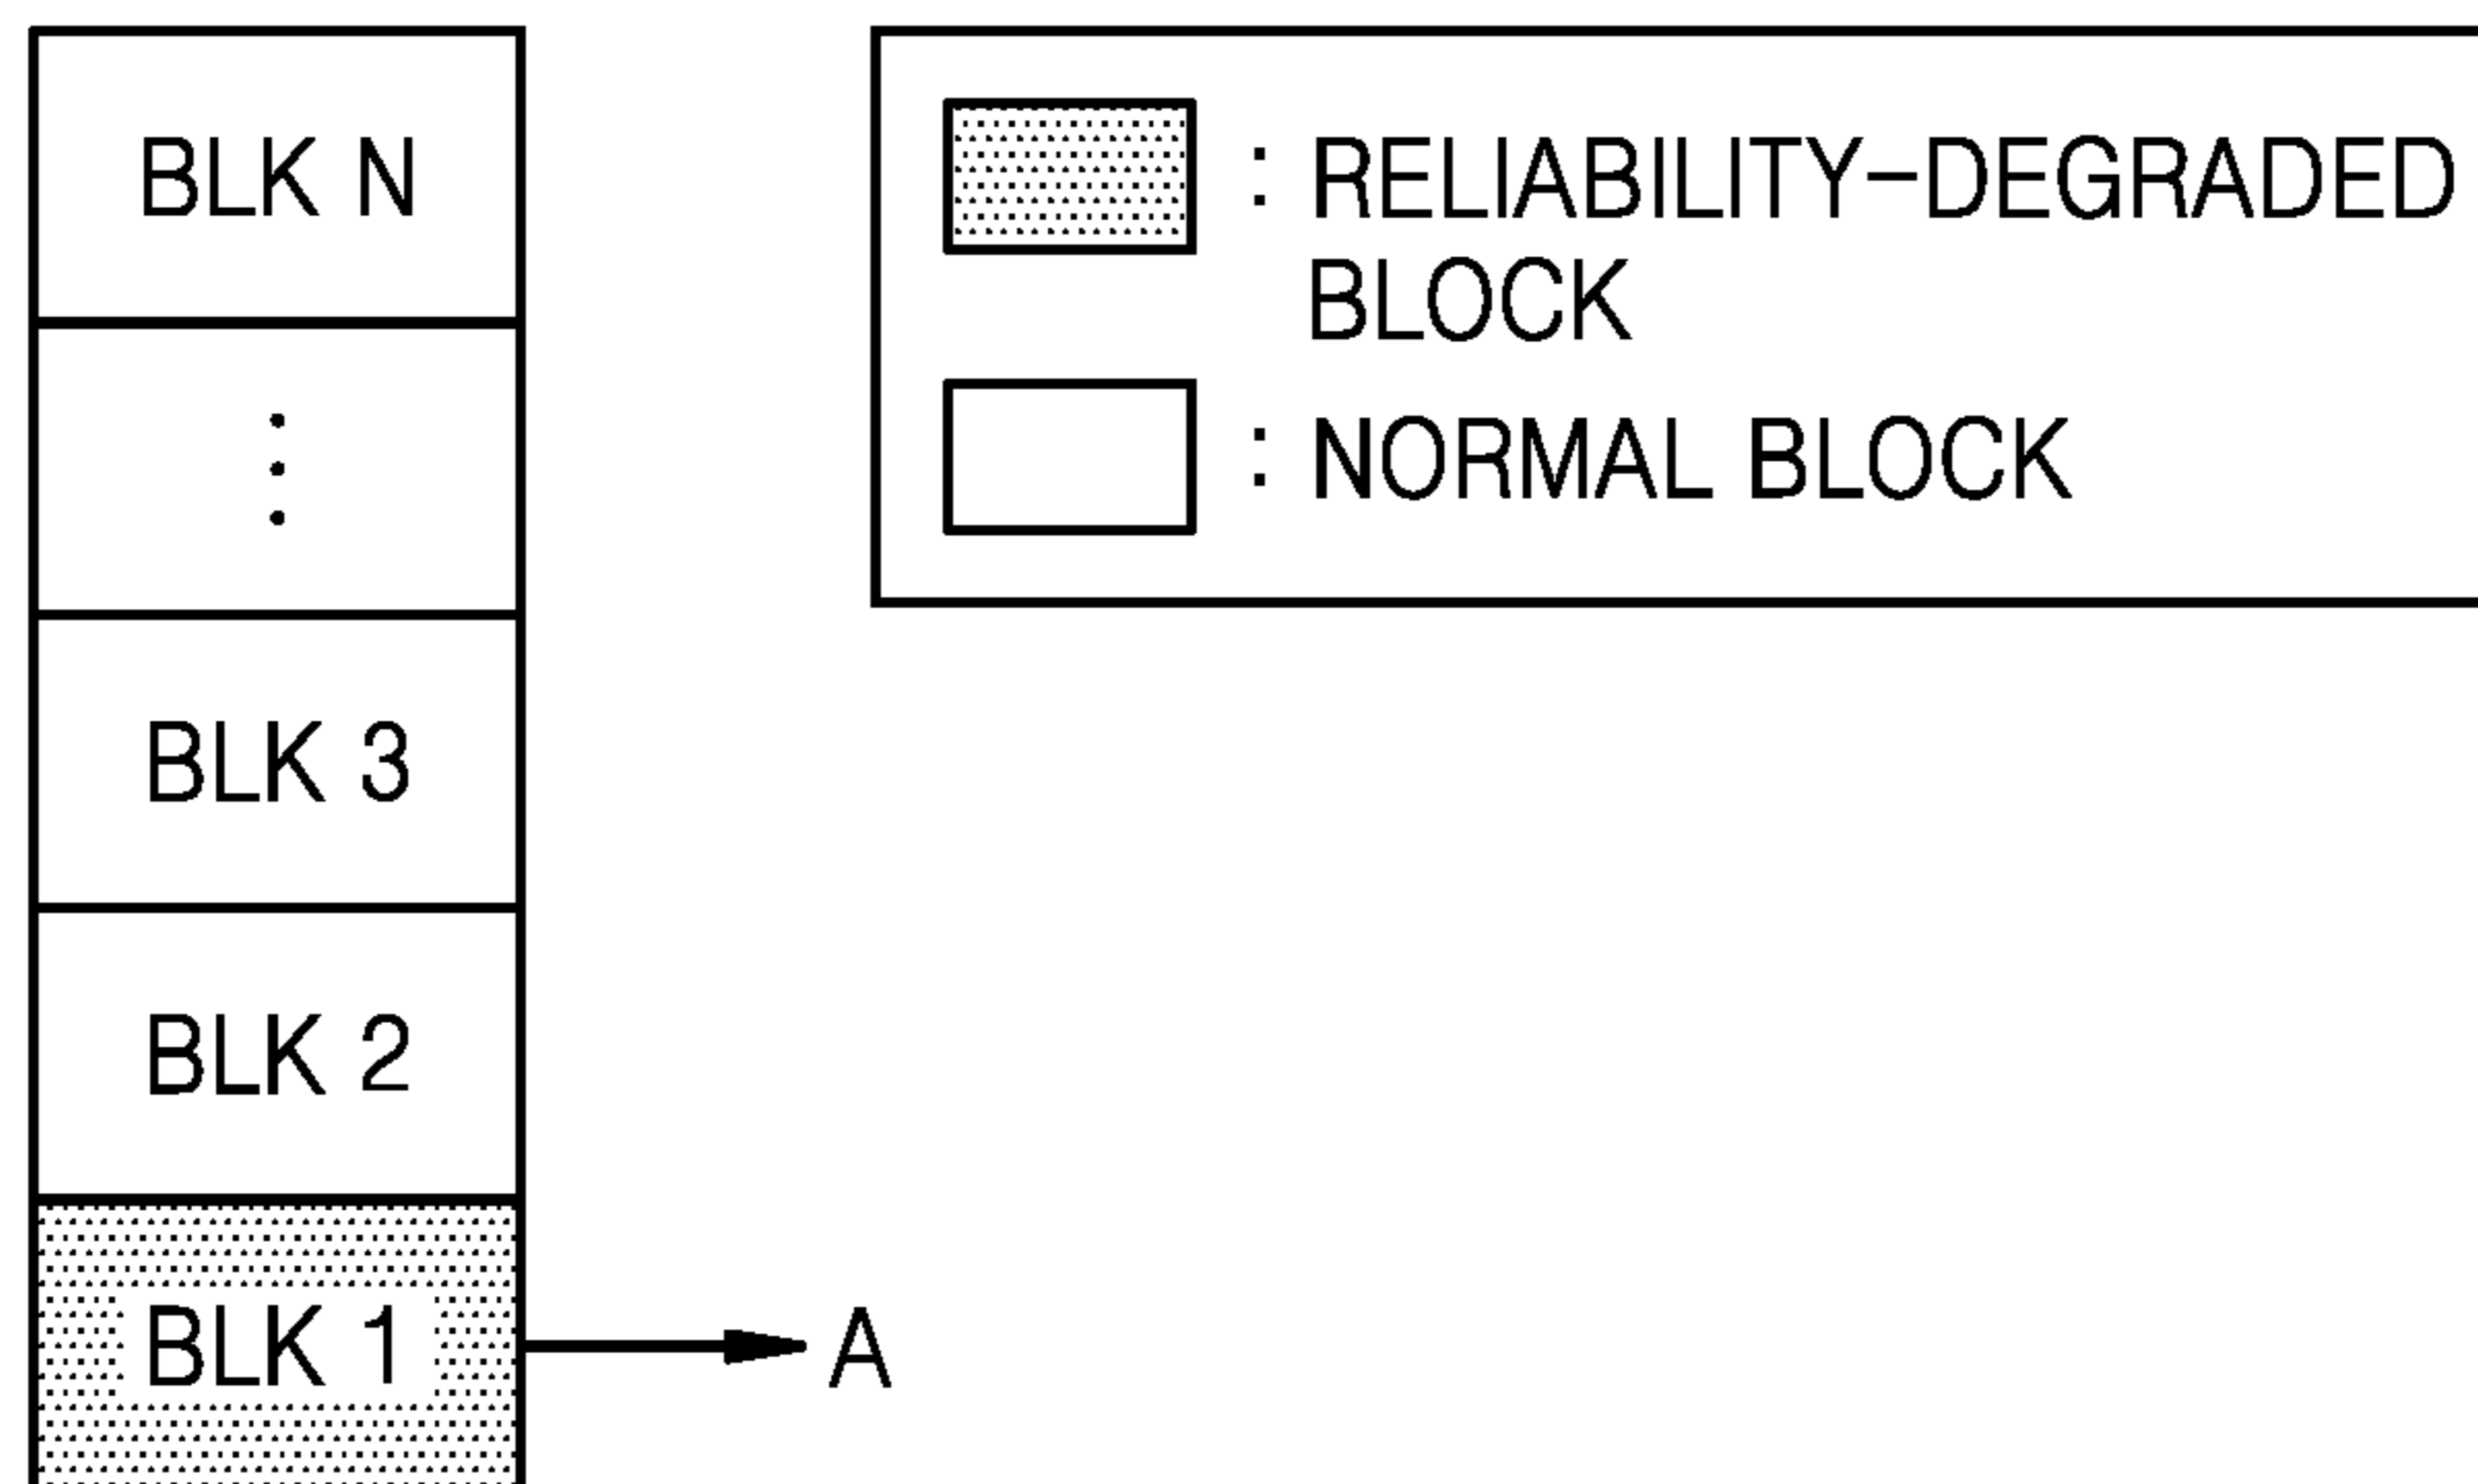 BLK N
BLK 3
BLK 2
BLK 1
A
: RELIABILITY-DEGRADED
BLOCK
: NORMAL BLOCK